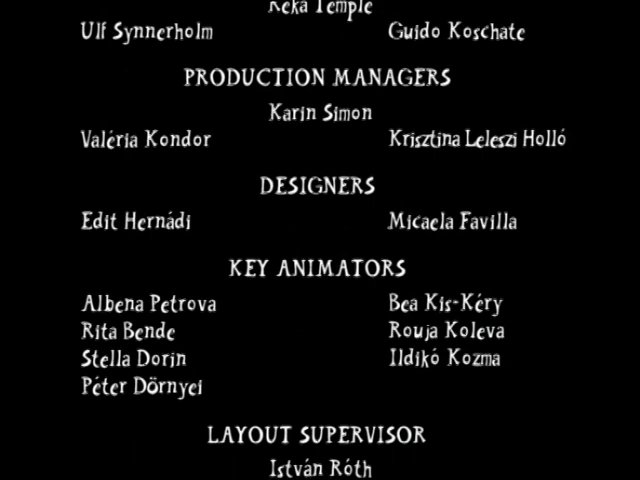 Réka Temple
Ulf Synnerholm Guido Koschate
PRODUCTION MANAGERS
Karin Simon
Valéria Kondor Krisztina Leleszi Holló
DESIGNERS
Edit Hernádi Micaela Favilla
KEY ANIMATORS
Albena Petrova Bea Kis-Kéry
Rita Bende Rouja Koleva
Stella Dorin Ildikó Kozma
Péter Dörnyei
LAYOUT SUPERVISOR
István Róth